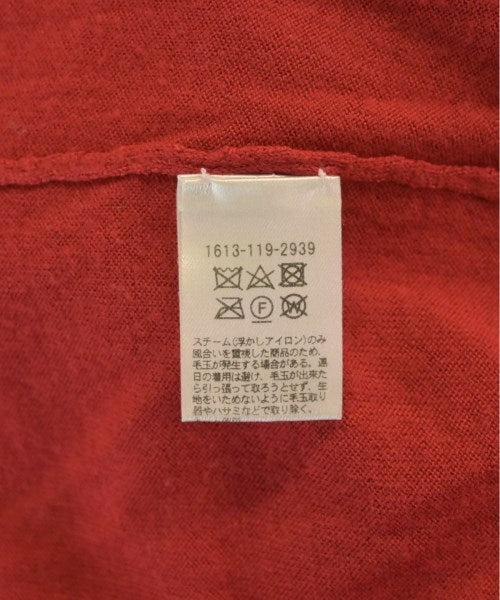 1613-119-2939
F W
スチーム(浮かしアイロン)のみ
風合いを重視した商品のため、
毛玉が発生する場合がある。連
日の着用は避け、毛玉が出来た
ら引っ張って取ろうとせず、生
地をいためないように毛玉取り
器やハサミなどで取り除く。